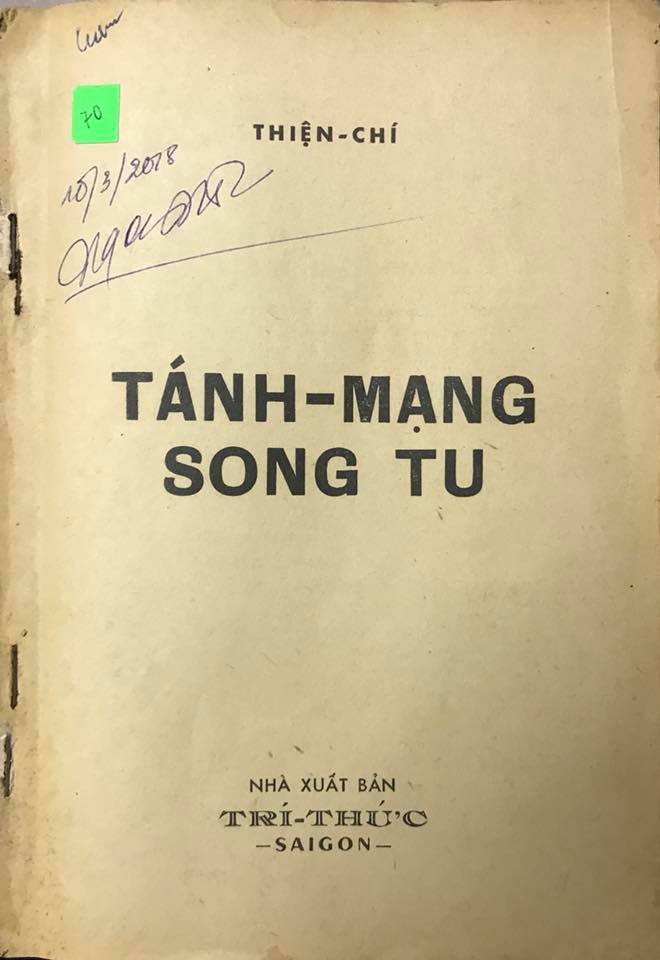 70
THIỆN-CHÍ
10/3/2018
TÁNH-MẠNG
SONG TU
NHÀ XUẤT BẢN
TRÍ-THỨC
-SAIGON-